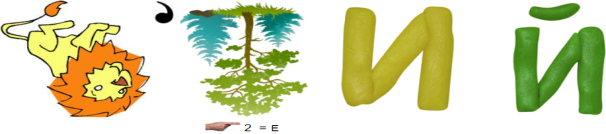 , И Й
2 = Е